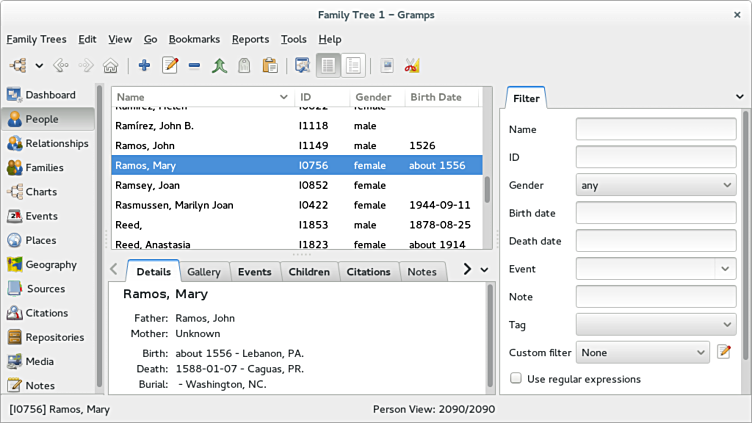 Family Tree 1 - Gramps
Family Trees Edit View Go Bookmarks Reports Tools Help
Dashboard
People
Relationships
Families
Charts
Events
Places
Geography
Sources
Citations
Repositories
Media
Notes
Name ID Gender Birth Date
Ramírez, Helen I0622 female
Ramírez, John B. I1118 male
Ramos, John I1149 male 1526
Ramos, Mary I0756 female about 1556
Ramsey, Joan I0852 female
Rasmussen, Marilyn Joan I0422 female 1944-09-11
Reed, I1853 male 1878-08-25
Reed, Anastasia I1823 female about 1914
Details Gallery Events Children Citations Notes
Ramos, Mary
Father: Ramos, John
Mother: Unknown
Birth: about 1556 - Lebanon, PA.
Death: 1588-01-07 - Caguas, PR.
Burial: - Washington, NC.
Filter
Name
ID
Gender any
Birth date
Death date
Event
Note
Tag
Custom filter None
Use regular expressions
[I0756] Ramos, Mary
Person View: 2090/2090